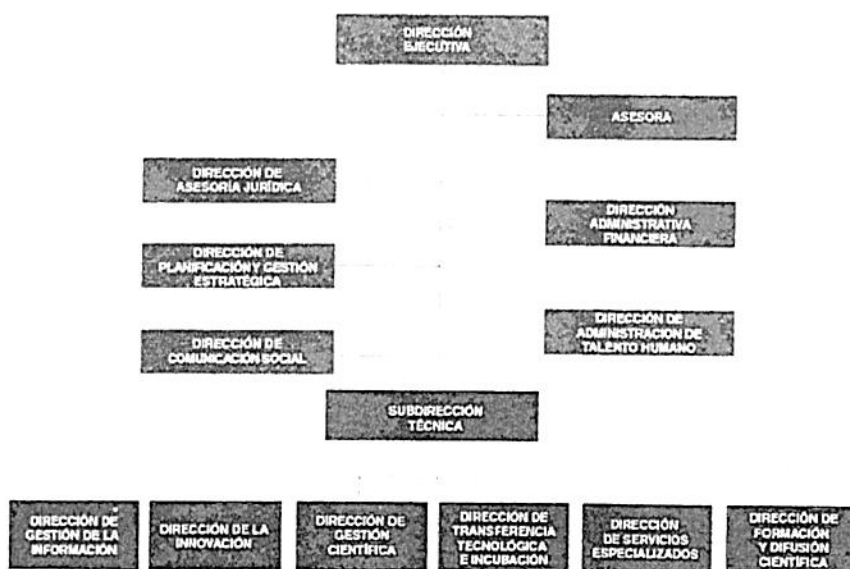 DIRECCIÓN
EJECUTIVA
ASESORA
DIRECCIÓN DE
ASESORÍA JURÍDICA
DIRECCIÓN
ADMINISTRATIVA
FINANCIERA
DIRECCIÓN DE
PLANIFICACIÓN Y GESTIÓN
ESTRATÉGICA
DIRECCIÓN DE
ADMINISTRACION DE
TALENTO HUMANO
DIRECCIÓN DE
COMUNICACIÓN SOCIAL
SUBDIRECCIÓN
TÉCNICA
DIRECCIÓN DE
GESTIÓN DE LA
INFORMACIÓN
DIRECCIÓN DE LA
INNOVACIÓN
DIRECCIÓN DE
GESTIÓN
CIENTÍFICA
DIRECCIÓN DE
TRANSFERENCIA
TECNOLÓGICA
E INCUBACIÓN
DIRECCIÓN
DE SERVICIOS
ESPECIALIZADOS
DIRECCIÓN DE
FORMACIÓN
Y DIFUSIÓN
CIENTÍFICA